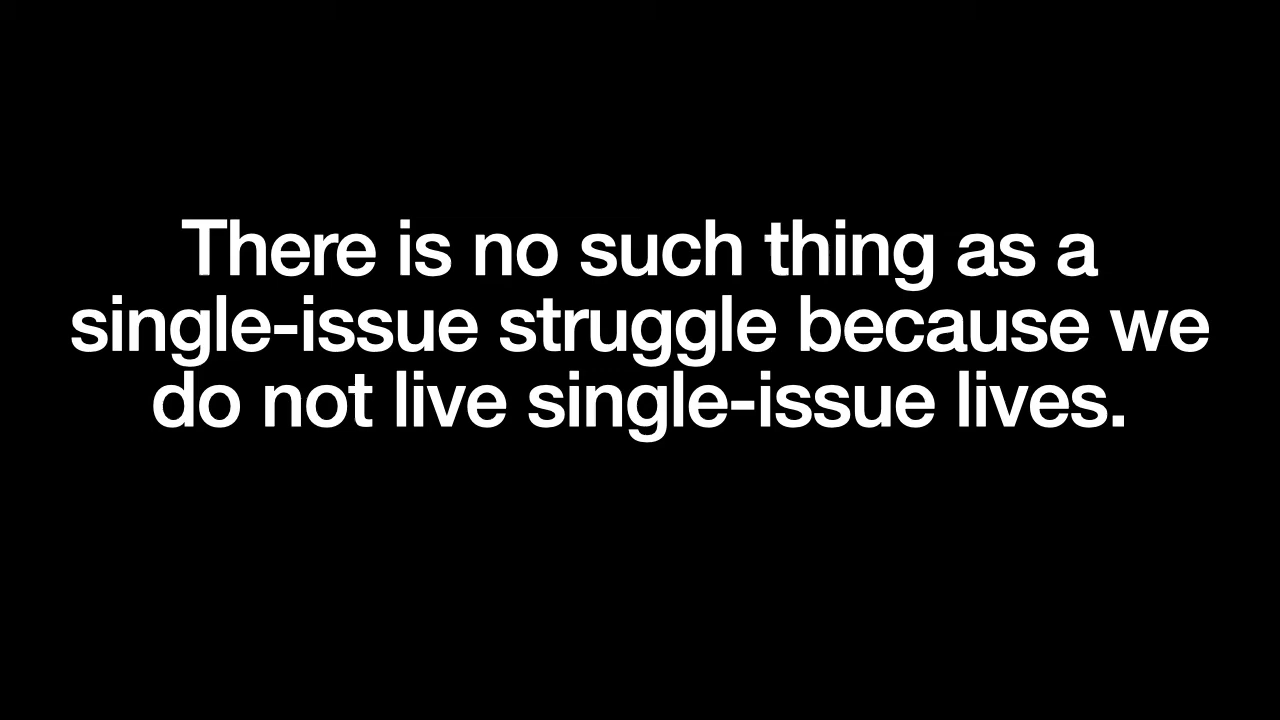 There is no such thing as a
single-issue struggle because we
do not live single-issue lives.